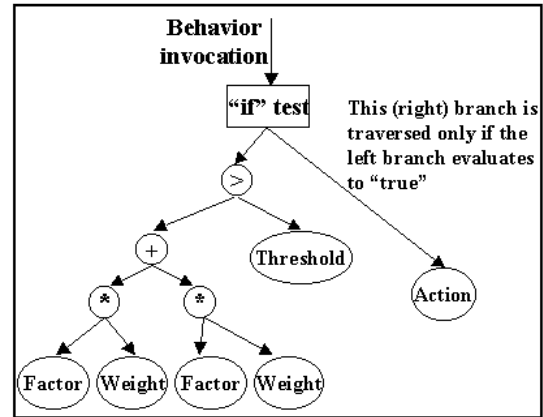 Behavior
invocation
“if” test
This (right) branch is
traversed only if the
left branch evaluates
to “true”
>
+
Threshold
*
*
Action
Factor
Weight
Factor
Weight